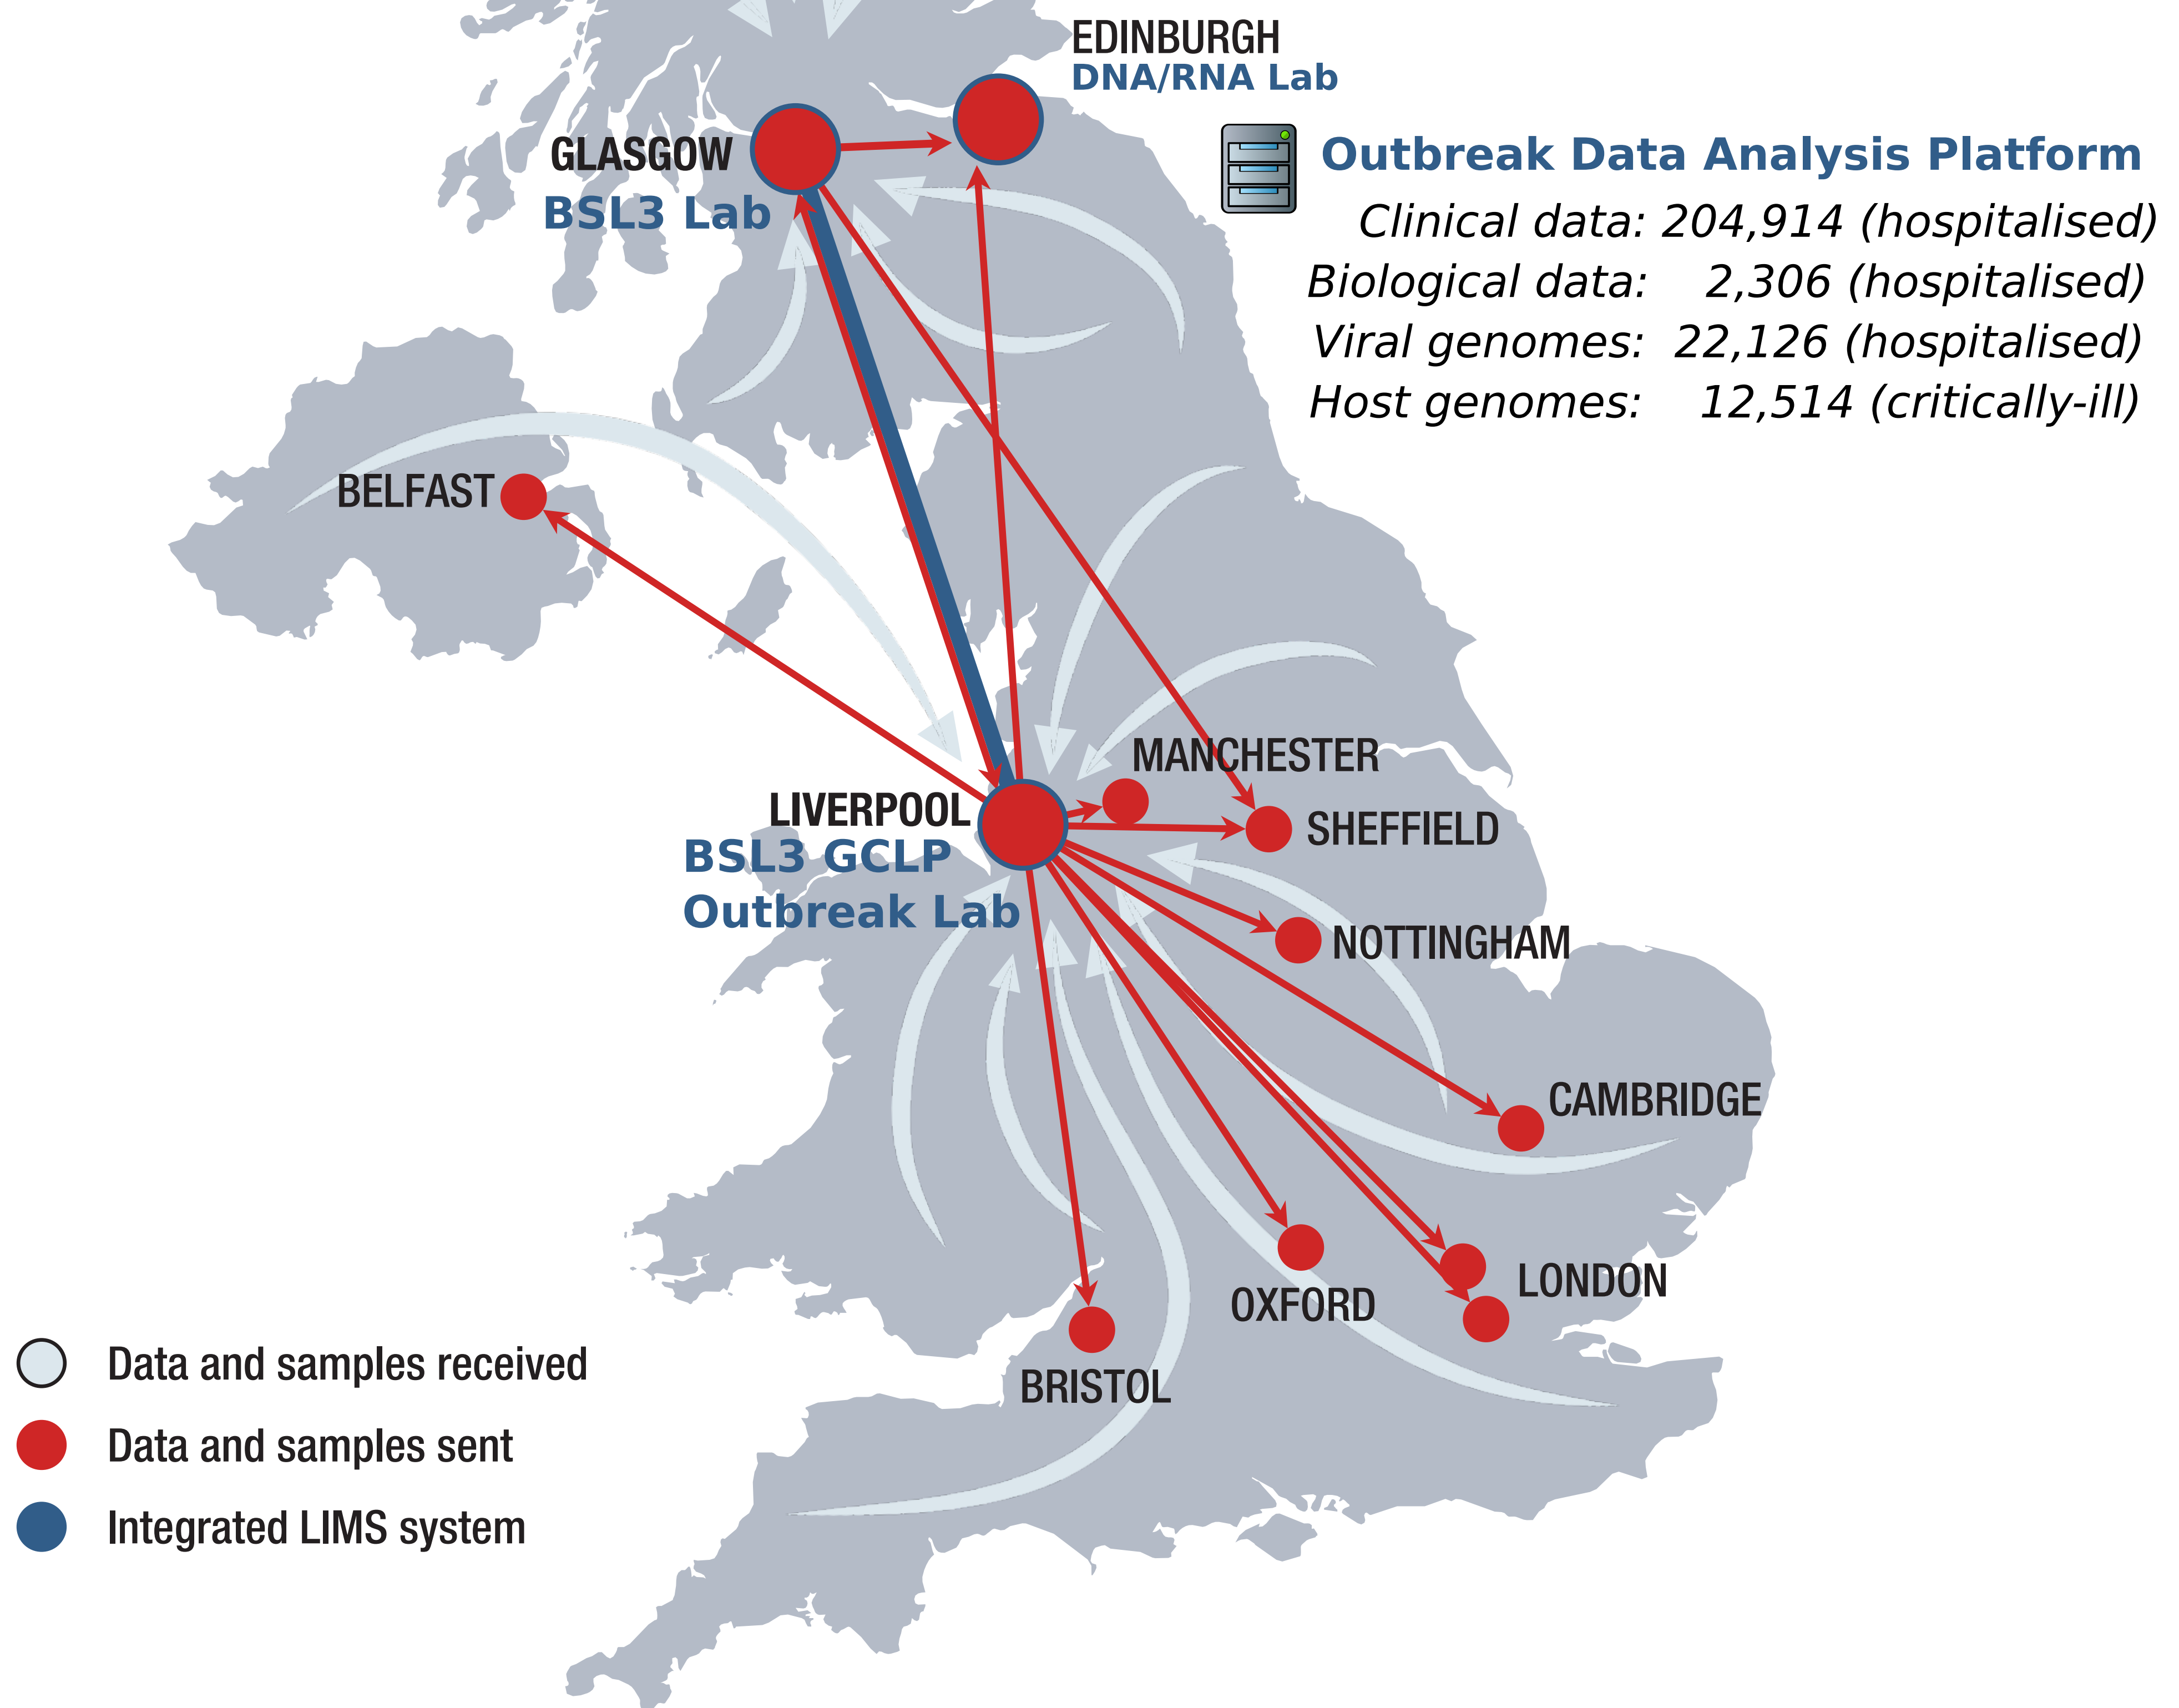 EDINBURGH
DNA/RNA Lab
GLASGOW
BSL3 Lab
Outbreak Data Analysis Platform
Clinical data: 204,914 (hospitalised)
Biological data: 2,306 (hospitalised)
Viral genomes: 22,126 (hospitalised)
Host genomes: 12,514 (critically-ill)
BELFAST
MANCHESTER
LIVERPOOL
BSL3 GCLP
Outbreak Lab
SHEFFIELD
NOTTINGHAM
CAMBRIDGE
LONDON
OXFORD
BRISTOL
Data and samples received
Data and samples sent
Integrated LIMS system